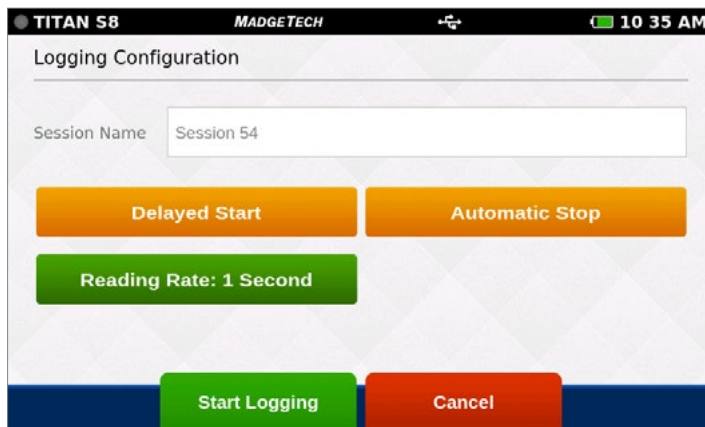 TITAN S8 MADGETECH 10 35 AM
Logging Configuration
Session Name Session 54
Delayed Start Automatic Stop
Reading Rate: 1 Second
Start Logging Cancel